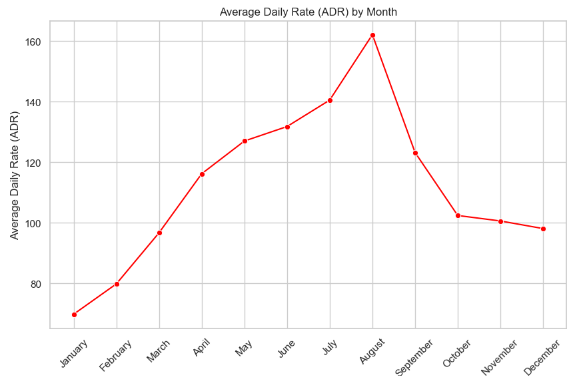 Average Daily Rate (ADR) by Month
Average Daily Rate (ADR)
160
140
120
100
80
January
February
March
April
May
June
July
August
September
October
November
December